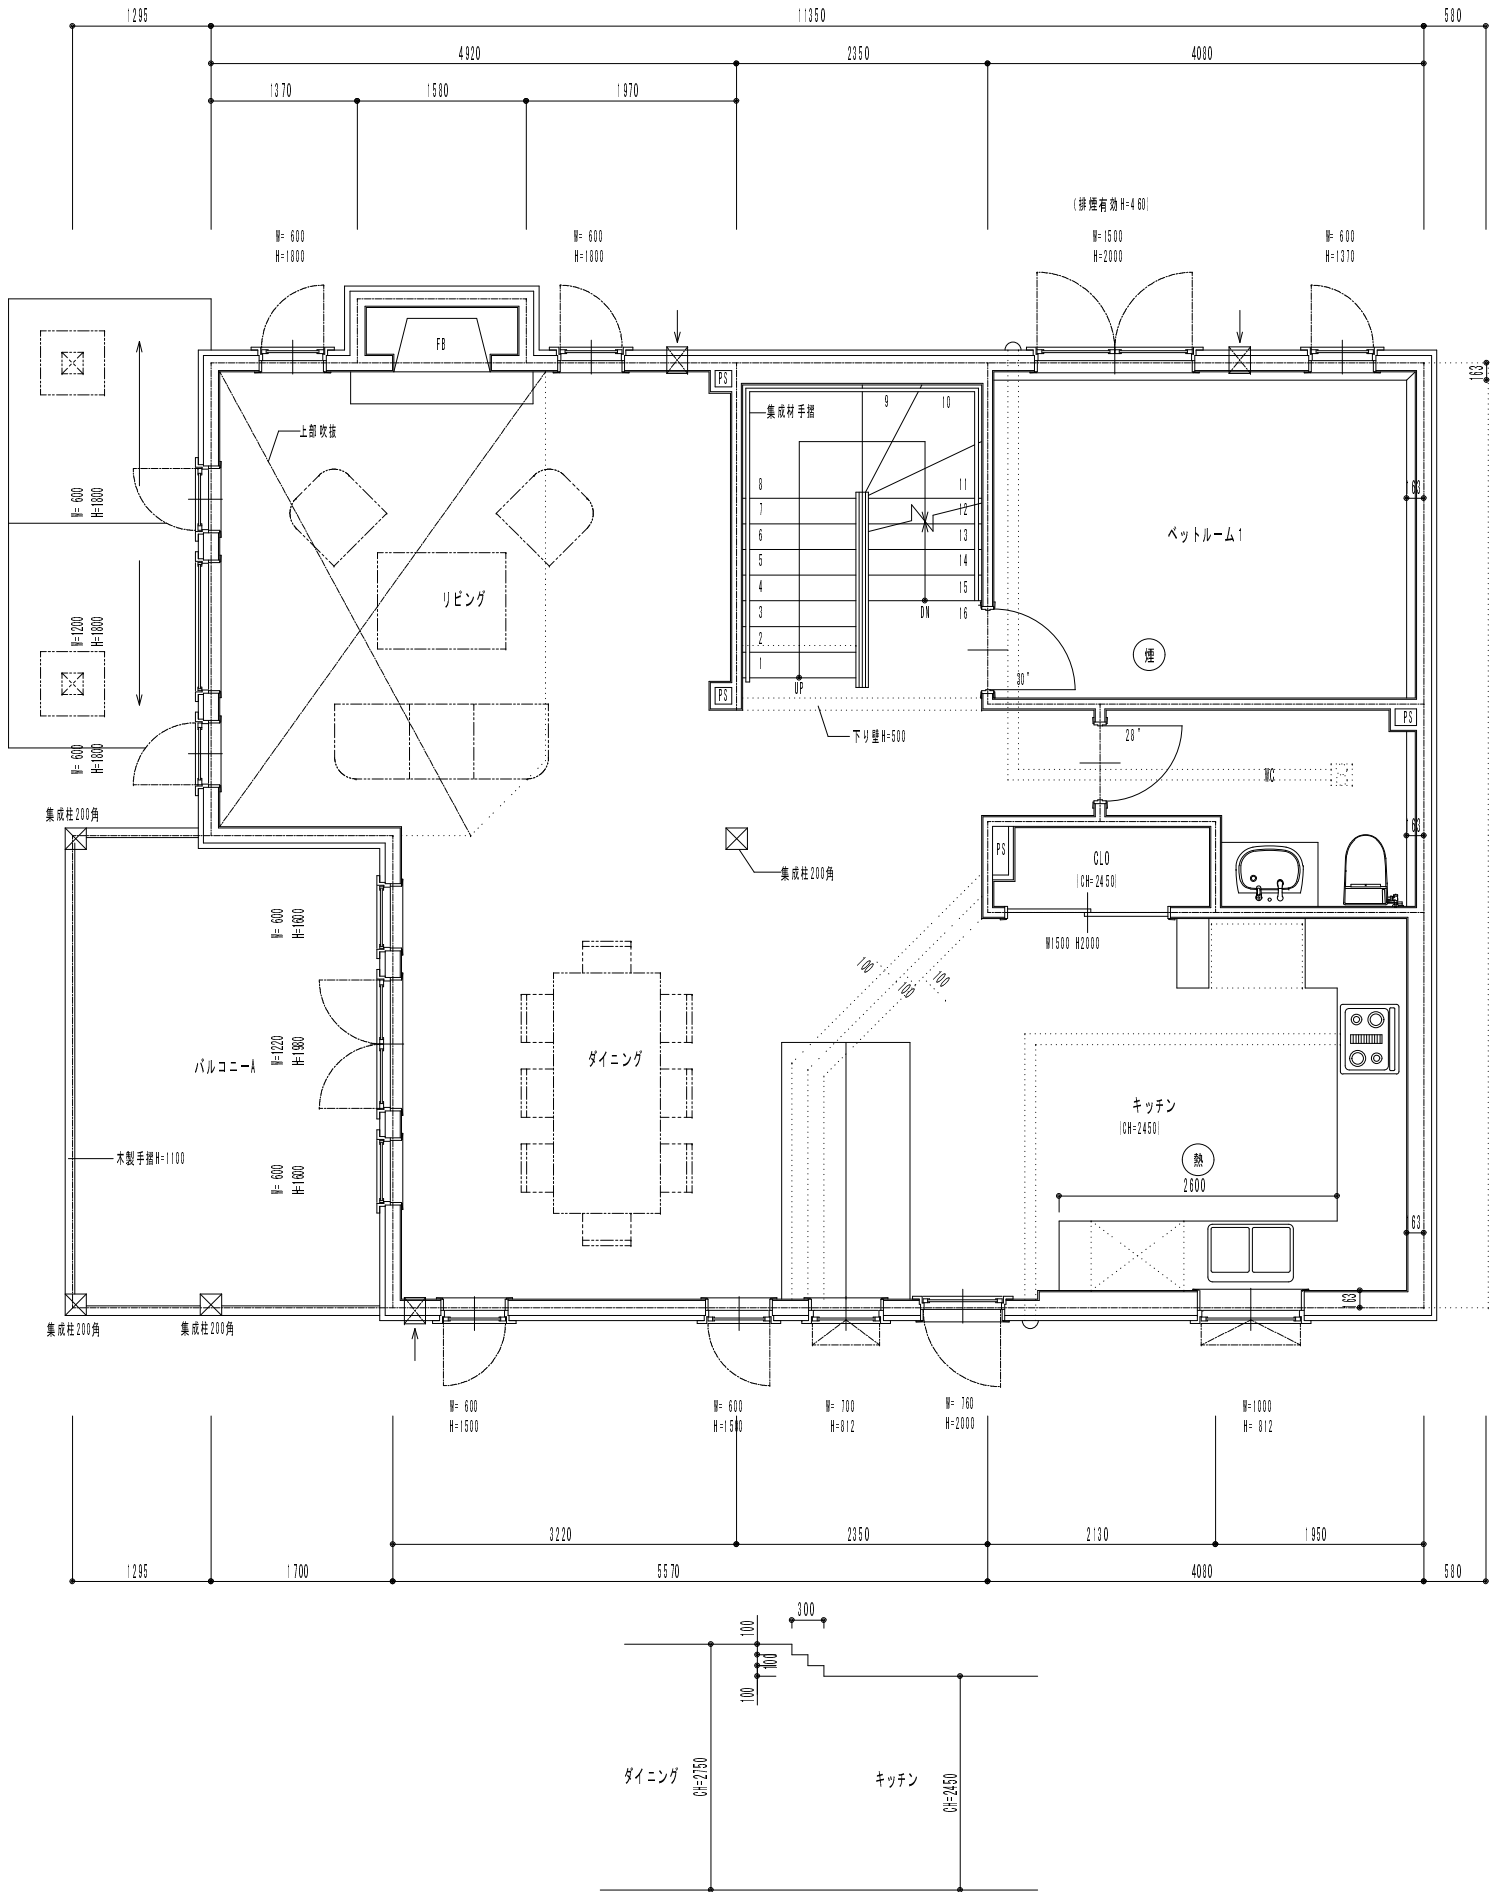 1295
11350
580
4920
2350
4080
1370
1580
1970
(排煙有効H=460)
W= 600
H=1800
W= 600
H=1800
W=1500
H=2000
W= 600
H=1370
FB
PS
163
集成材手摺
9
10
上部吹抜
8
7
6
5
4
3
2
1
11
12
13
14
15
16
UP
DN
163
W= 600
H=1800
ベットルーム1
リビング
W=1200
H=1800
煙
30"
PS
PS
下り壁H=500
28"
W= 600
H=1800
WC
集成柱200角
163
PS
CLO
(CH=2450)
集成柱200角
W= 600
H=1600
W1500 H2000
100
100
100
W=1220
H=1980
バルコニーA
ダイニング
キッチン
(CH=2450)
木製手摺H=1100
熱
W= 600
H=1600
2600
163
163
集成柱200角
集成柱200角
W= 600
H=1500
W= 600
H=1500
W= 700
H=812
W= 760
H=2000
W=1000
H= 812
3220
2350
2130
1950
1295
1700
5570
4080
580
300
100
100
100
ダイニング
CH=2750
キッチン
CH=2450